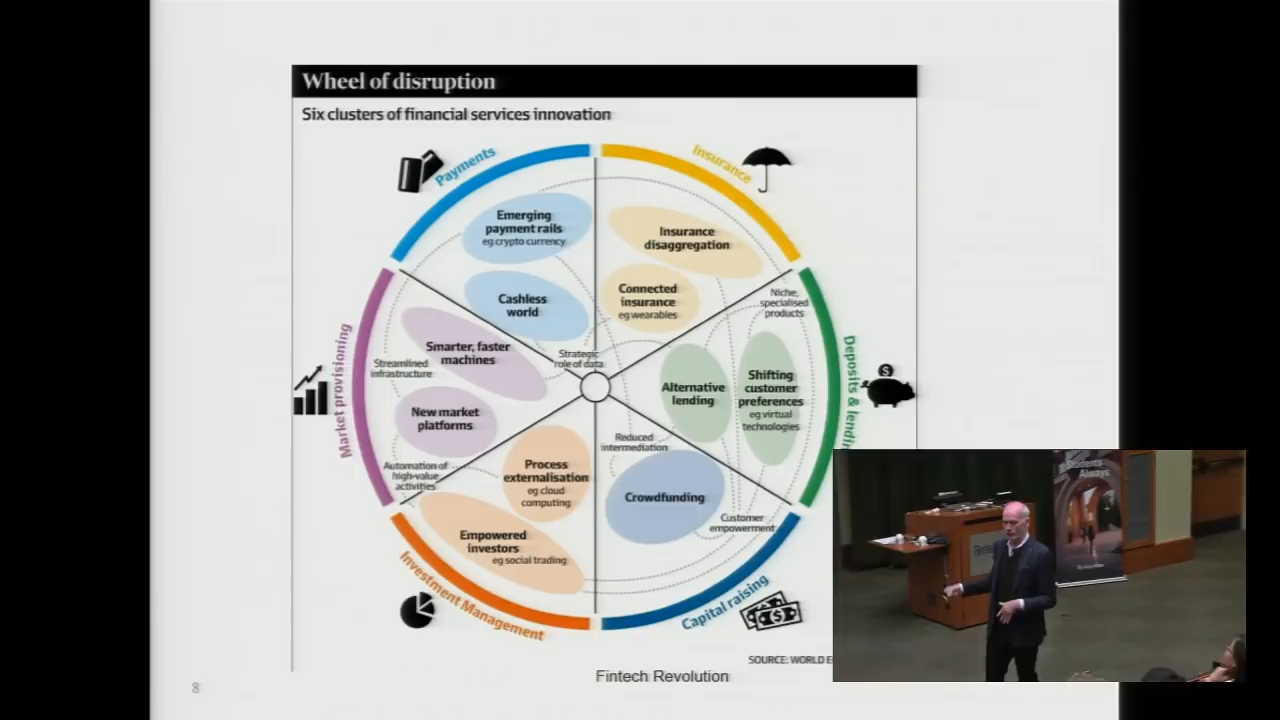 Wheel of disruption
Six clusters of financial services innovation
Payments
Insurance
Emerging
payment rails
eg crypto currency
Insurance
disaggregation
Cashless
world
Connected
insurance
eg wearables
Niche,
specialised
products
Market provisioning
Smarter, faster
machines
Streamlined
infrastructure
Strategic
role of data
Alternative
lending
Shifting
customer
preferences
eg virtual
technologies
Deposits &
New market
platforms
Reduced
intermediation
Automation of
high-value
activities
Process
externalisation
eg cloud
computing
Crowdfunding
Customer
empowerment
Empowered
investors
eg social trading
Investment Management
Capital raising
SOURCE: WORLD
Fintech Revolution
8
Always